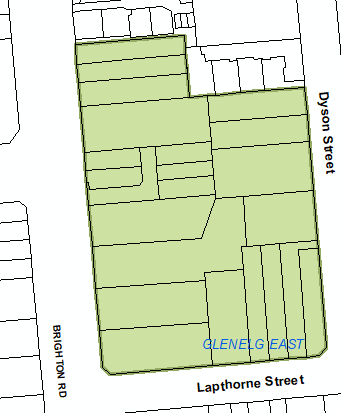 Dyson Street
BRIGHTON RD
GLENELG EAST
Lapthorne Street